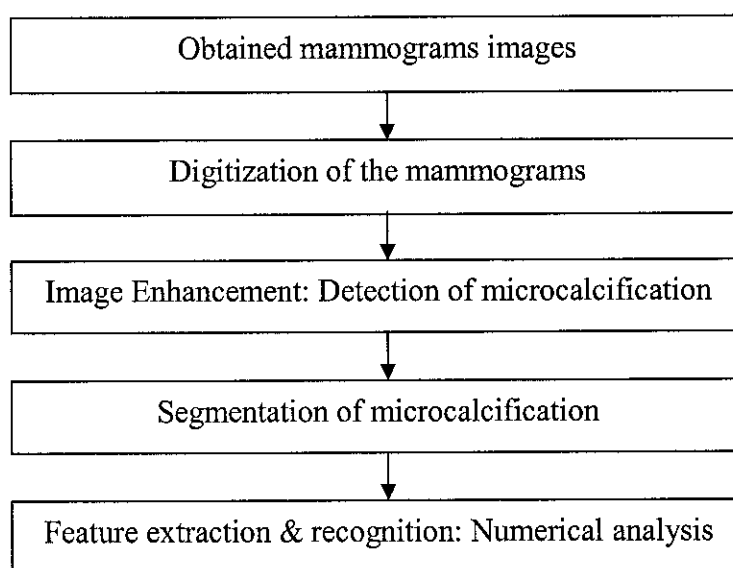 Obtained mammograms images
Digitization of the mammograms
Image Enhancement: Detection of microcalcification
Segmentation of microcalcification
Feature extraction & recognition: Numerical analysis